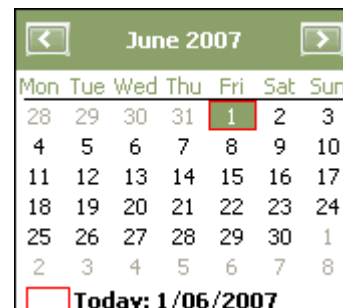 June 2007
Mon Tue Wed Thu Fri Sat Sun
28 29 30 31 1 2 3
4 5 6 7 8 9 10
11 12 13 14 15 16 17
18 19 20 21 22 23 24
25 26 27 28 29 30 1
2 3 4 5 6 7 8
Today: 1/06/2007